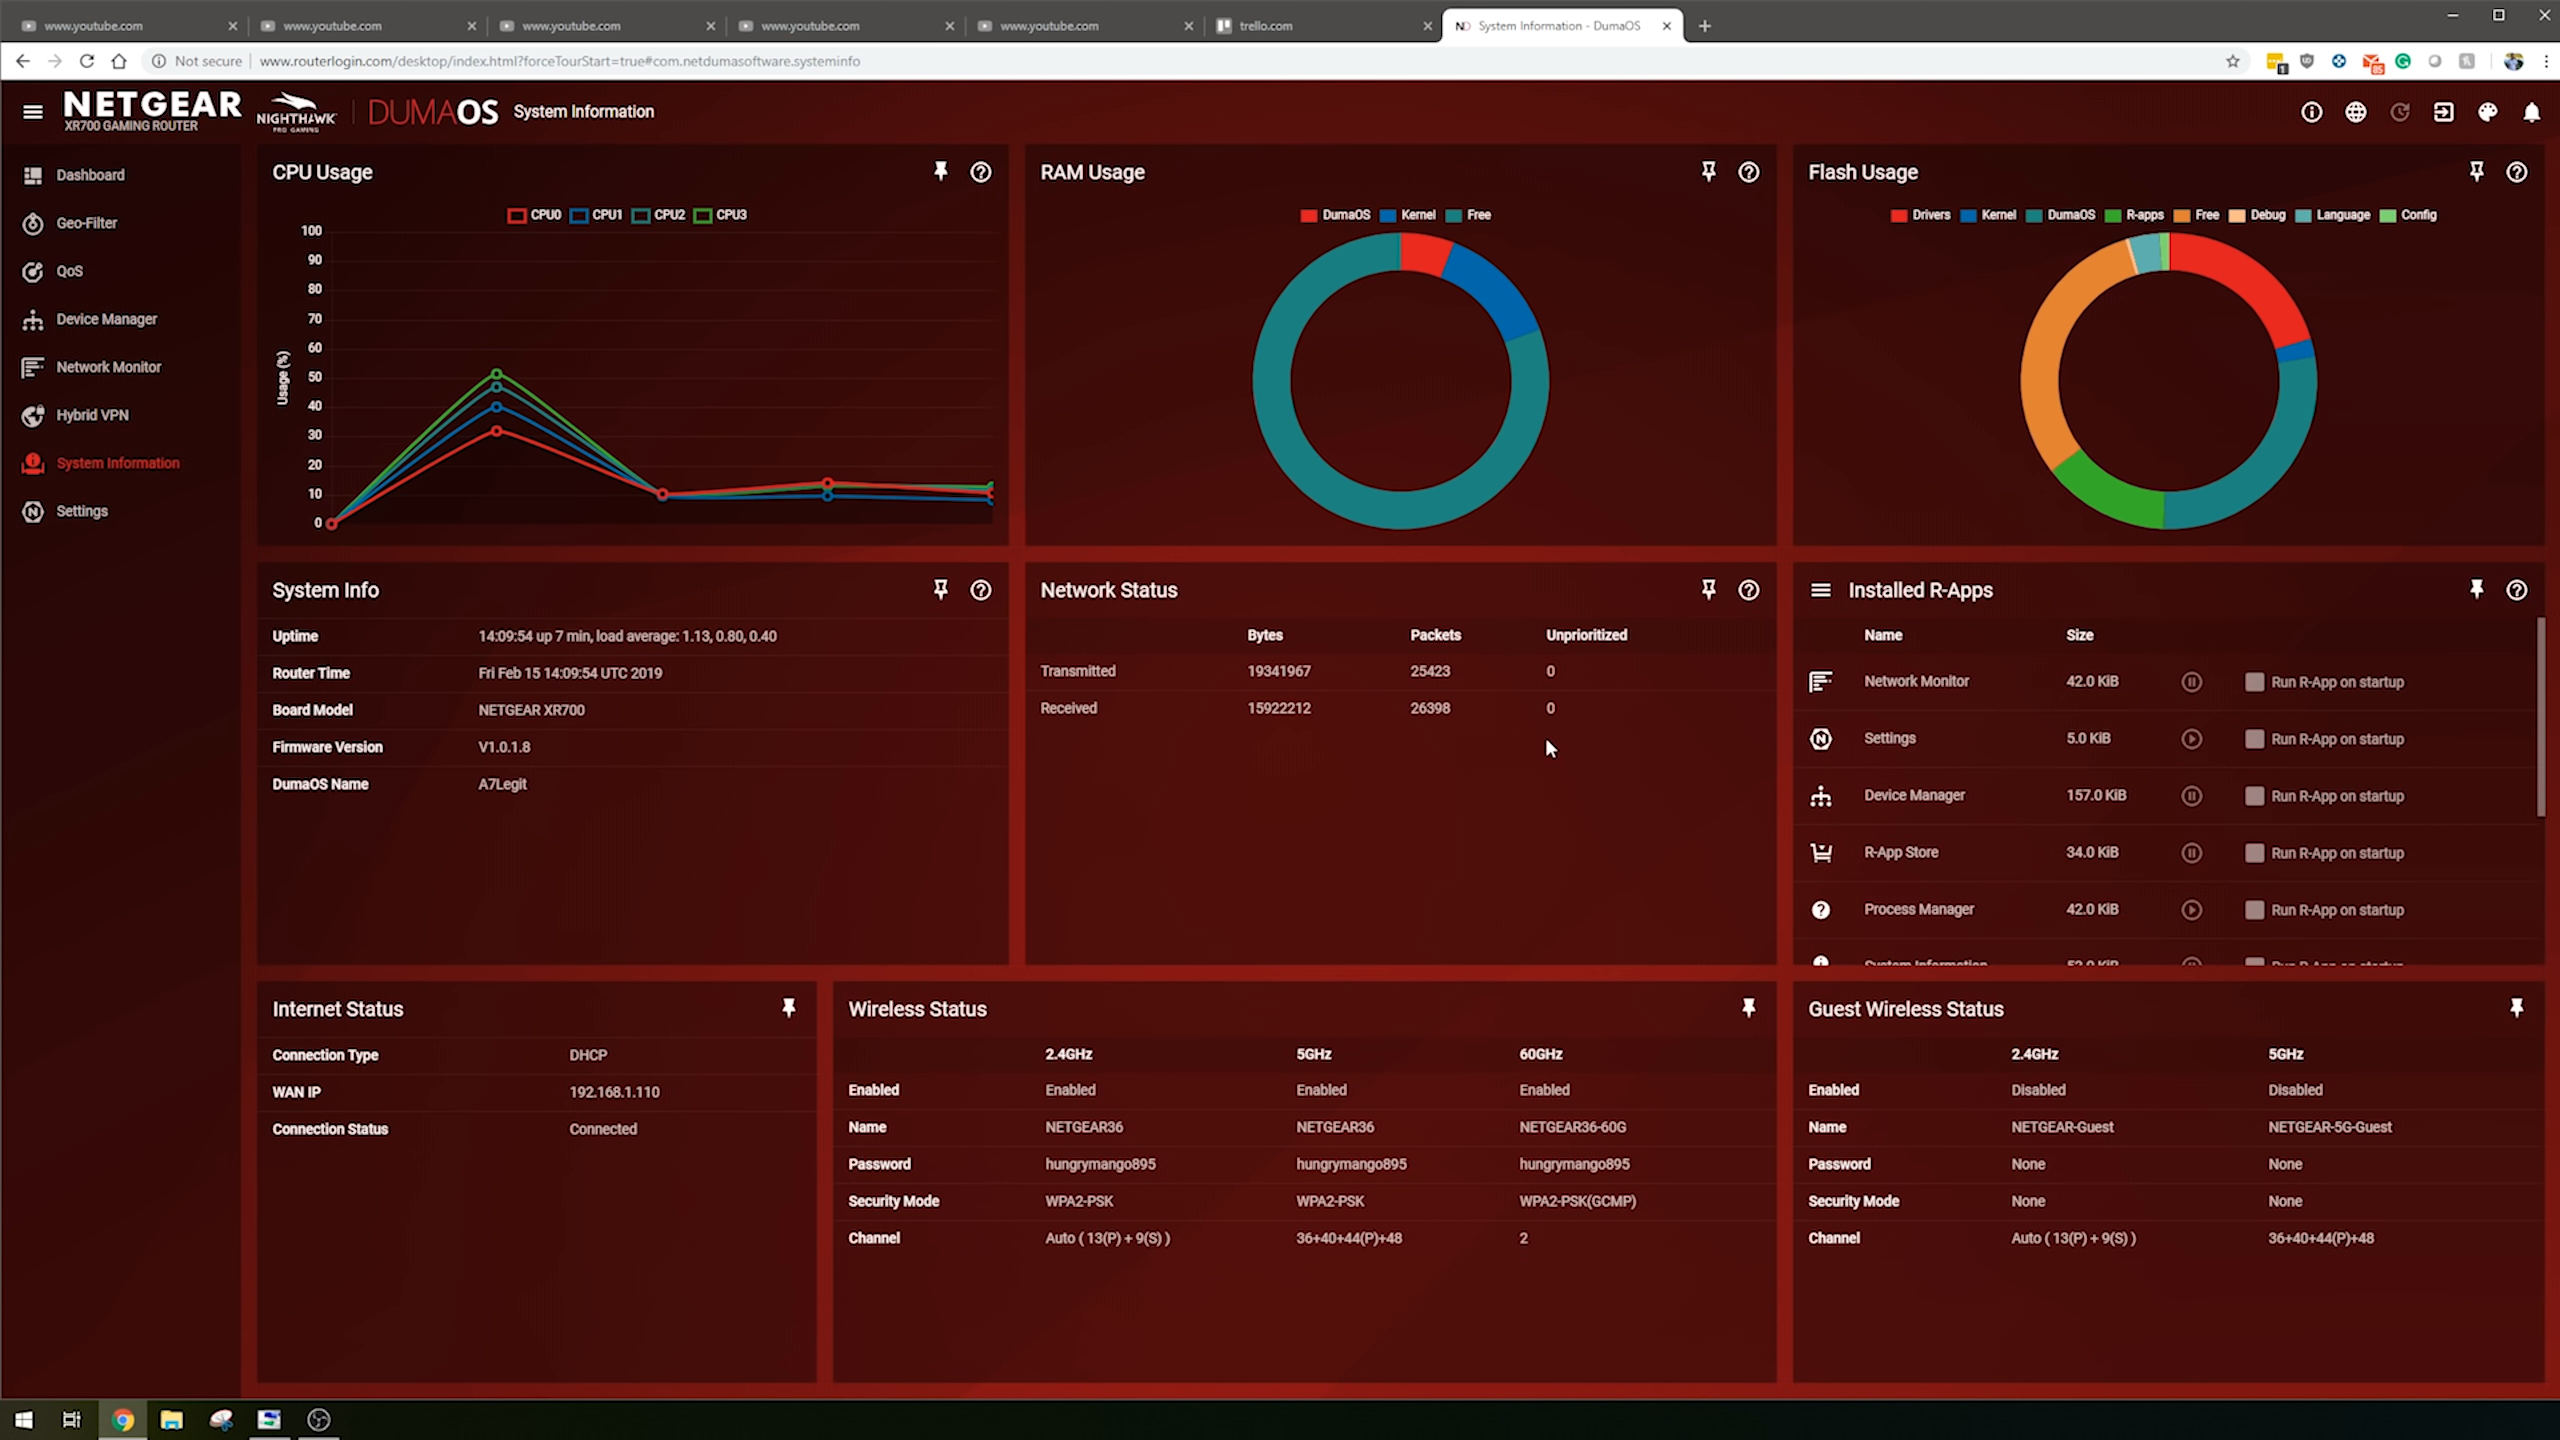 www.youtube.com
www.youtube.com
www.youtube.com
www.youtube.com
www.youtube.com
trello.com
System Information - DumaOS
Not secure
www.routerlogin.com/desktop/index.html?forceTourStart=true#com.netdumasoftware.systeminfo
NETGEAR
XR700 GAMING ROUTER
NIGHTHAWK
PRO GAMING
DUMAOS
System Information
Dashboard
Geo-Filter
QoS
Device Manager
Network Monitor
Hybrid VPN
System Information
Settings
CPU Usage
CPU0 CPU1 CPU2 CPU3
Usage (%)
100
90
80
70
60
50
40
30
20
10
0
RAM Usage
DumaOS Kernel Free
Flash Usage
Drivers Kernel DumaOS R-apps Free Debug Language Config
System Info
Uptime 14:09:54 up 7 min, load average: 1.13, 0.80, 0.40
Router Time Fri Feb 15 14:09:54 UTC 2019
Board Model NETGEAR XR700
Firmware Version V1.0.1.8
DumaOS Name A7Legit
Network Status
Bytes Packets Unprioritized
Transmitted 19341967 25423 0
Received 15922212 26398 0
Installed R-Apps
Name Size
Network Monitor 42.0 KiB Run R-App on startup
Settings 5.0 KiB Run R-App on startup
Device Manager 157.0 KiB Run R-App on startup
R-App Store 34.0 KiB Run R-App on startup
Process Manager 42.0 KiB Run R-App on startup
System Information Run R-App on startup
Internet Status
Connection Type DHCP
WAN IP 192.168.1.110
Connection Status Connected
Wireless Status
2.4GHz 5GHz 60GHz
Enabled Enabled Enabled Enabled
Name NETGEAR36 NETGEAR36 NETGEAR36-60G
Password hungrymango895 hungrymango895 hungrymango895
Security Mode WPA2-PSK WPA2-PSK WPA2-PSK(GCMP)
Channel Auto ( 13(P) + 9(S) ) 36+40+44(P)+48 2
Guest Wireless Status
2.4GHz 5GHz
Enabled Disabled Disabled
Name NETGEAR-Guest NETGEAR-5G-Guest
Password None None
Security Mode None None
Channel Auto ( 13(P) + 9(S) ) 36+40+44(P)+48